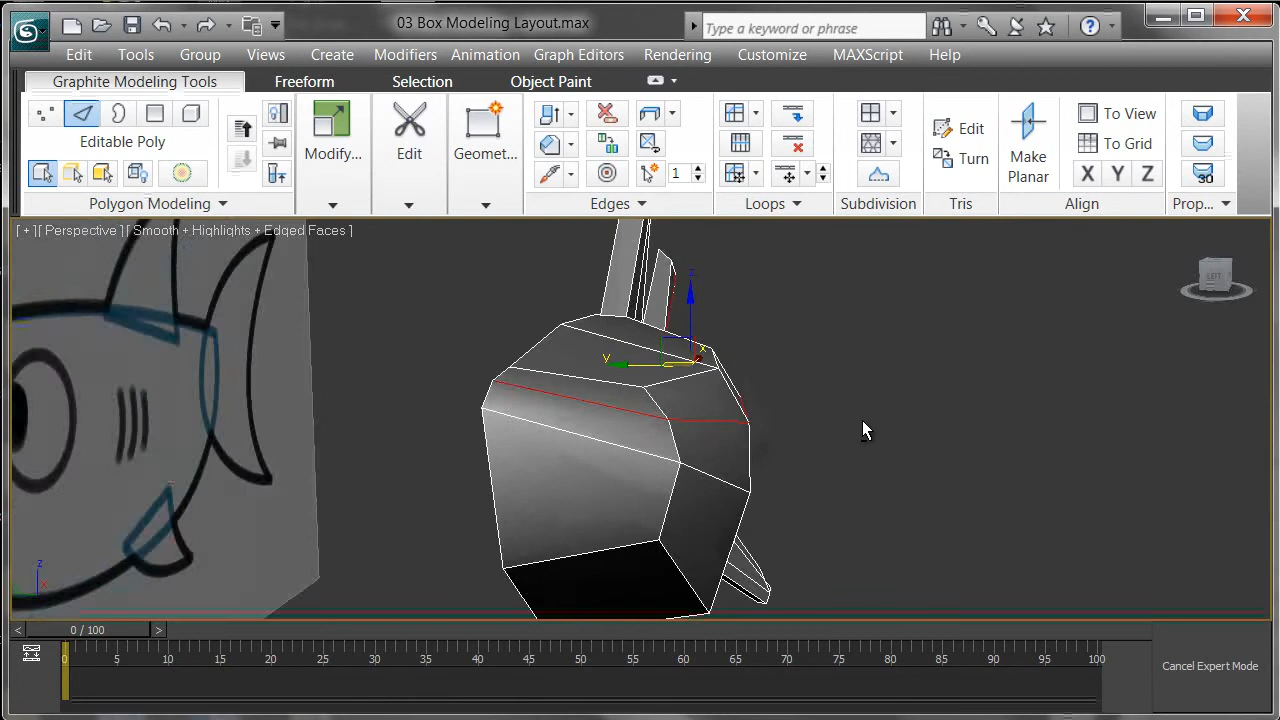 03 Box Modeling Layout.max
Type a keyword or phrase
Edit Tools Group Views Create Modifiers Animation Graph Editors Rendering Customize MAXScript Help
Graphite Modeling Tools Freeform Selection Object Paint
Editable Poly
Modify... Edit Geomet...
1
Edit
Turn
Make Planar
To View
To Grid
X Y Z
30
Polygon Modeling Edges Loops Subdivision Tris Align Prop...
[ + ][ Perspective ][ Smooth + Highlights + Edged Faces ]
LEFT
z
x
y
z
x
< 0 / 100 >
0 5 10 15 20 25 30 35 40 45 50 55 60 65 70 75 80 85 90 95 100
Cancel Expert Mode